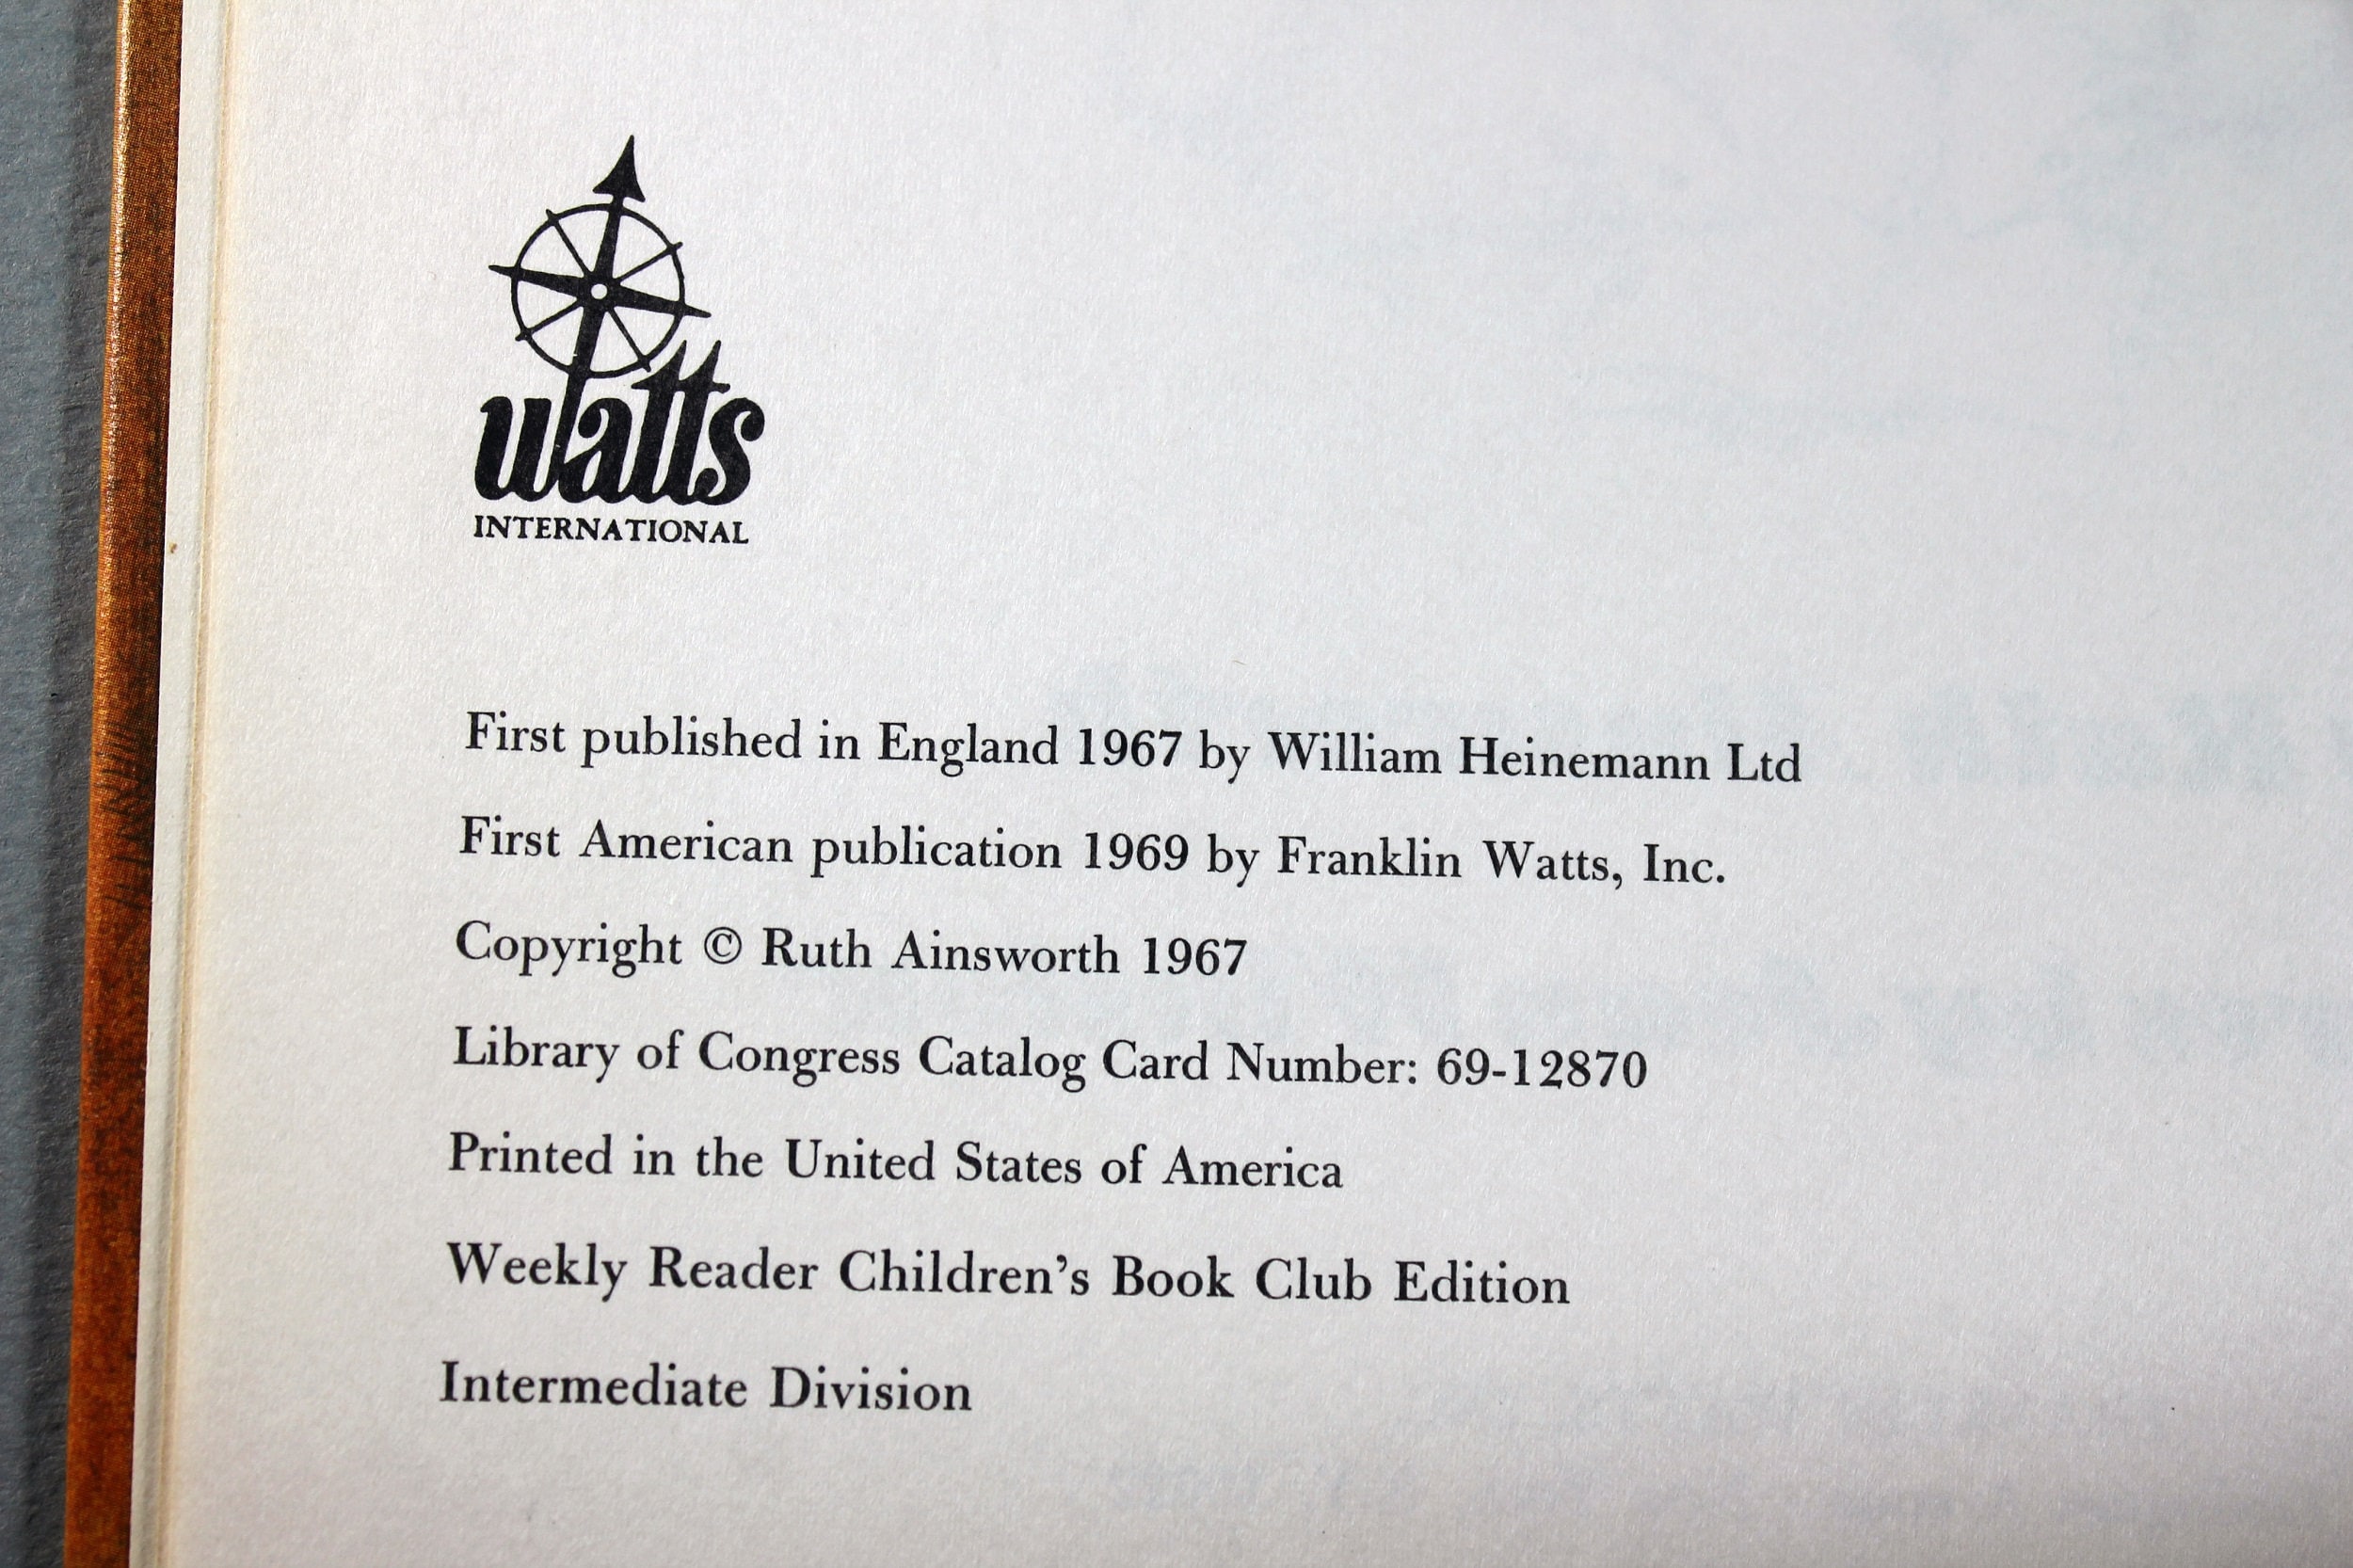 watts
INTERNATIONAL
First published in England 1967 by William Heinemann Ltd
First American publication 1969 by Franklin Watts, Inc.
Copyright © Ruth Ainsworth 1967
Library of Congress Catalog Card Number: 69-12870
Printed in the United States of America
Weekly Reader Children’s Book Club Edition
Intermediate Division